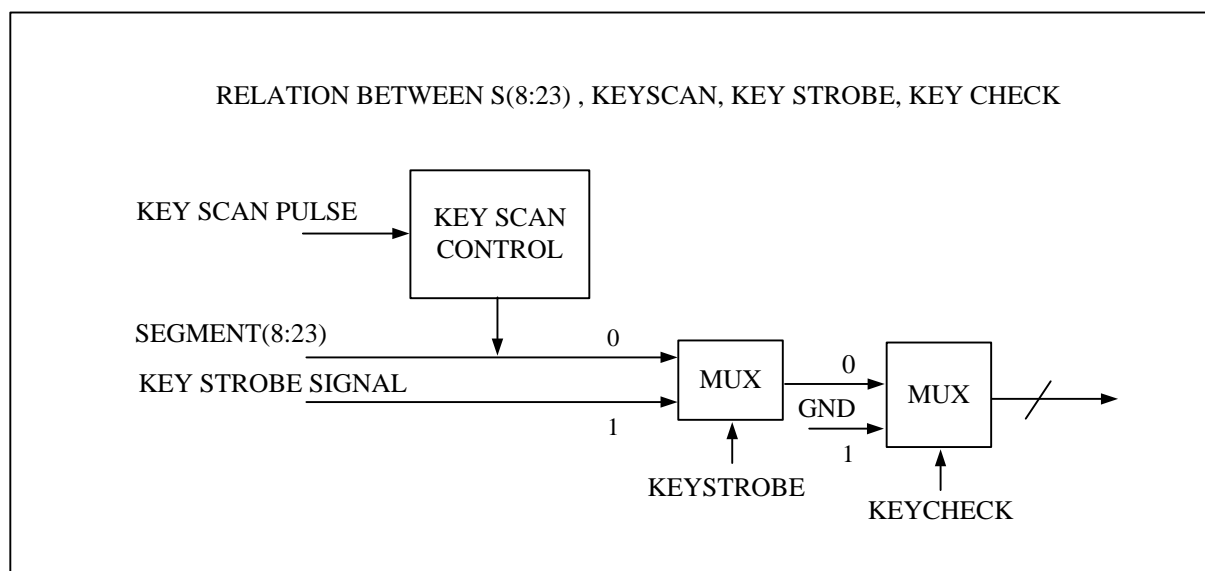 RELATION BETWEEN S(8:23) , KEYSCAN, KEY STROBE, KEY CHECK
KEY SCAN PULSE
KEY SCAN
CONTROL
SEGMENT(8:23)
0
KEY STROBE SIGNAL
1
MUX
0
GND
1
MUX
KEYSTROBE
KEYCHECK